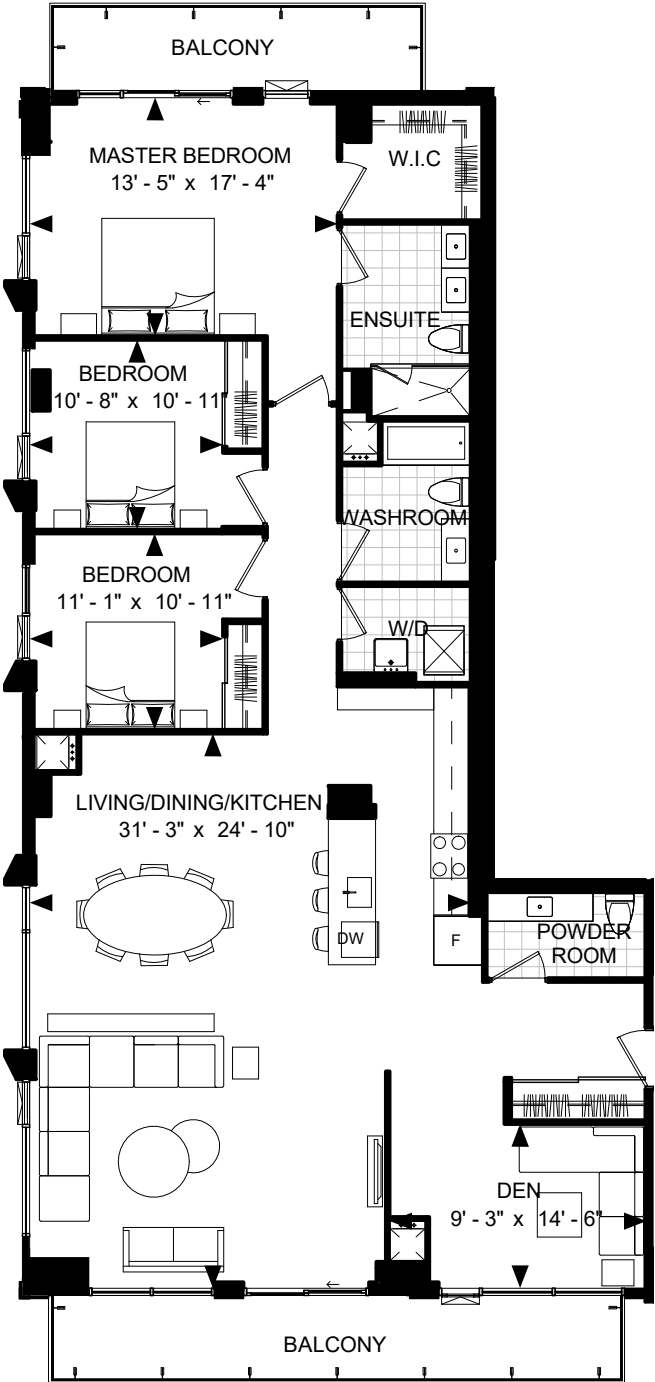 BALCONY
MASTER BEDROOM
13' - 5" x 17' - 4"
W.I.C
ENSUITE
BEDROOM
10' - 8" x 10' - 11"
WASHROOM
BEDROOM
11' - 1" x 10' - 11"
W/D
LIVING/DINING/KITCHEN
31' - 3" x 24' - 10"
DW
F
POWDER
ROOM
DEN
9' - 3" x 14' - 6"
BALCONY